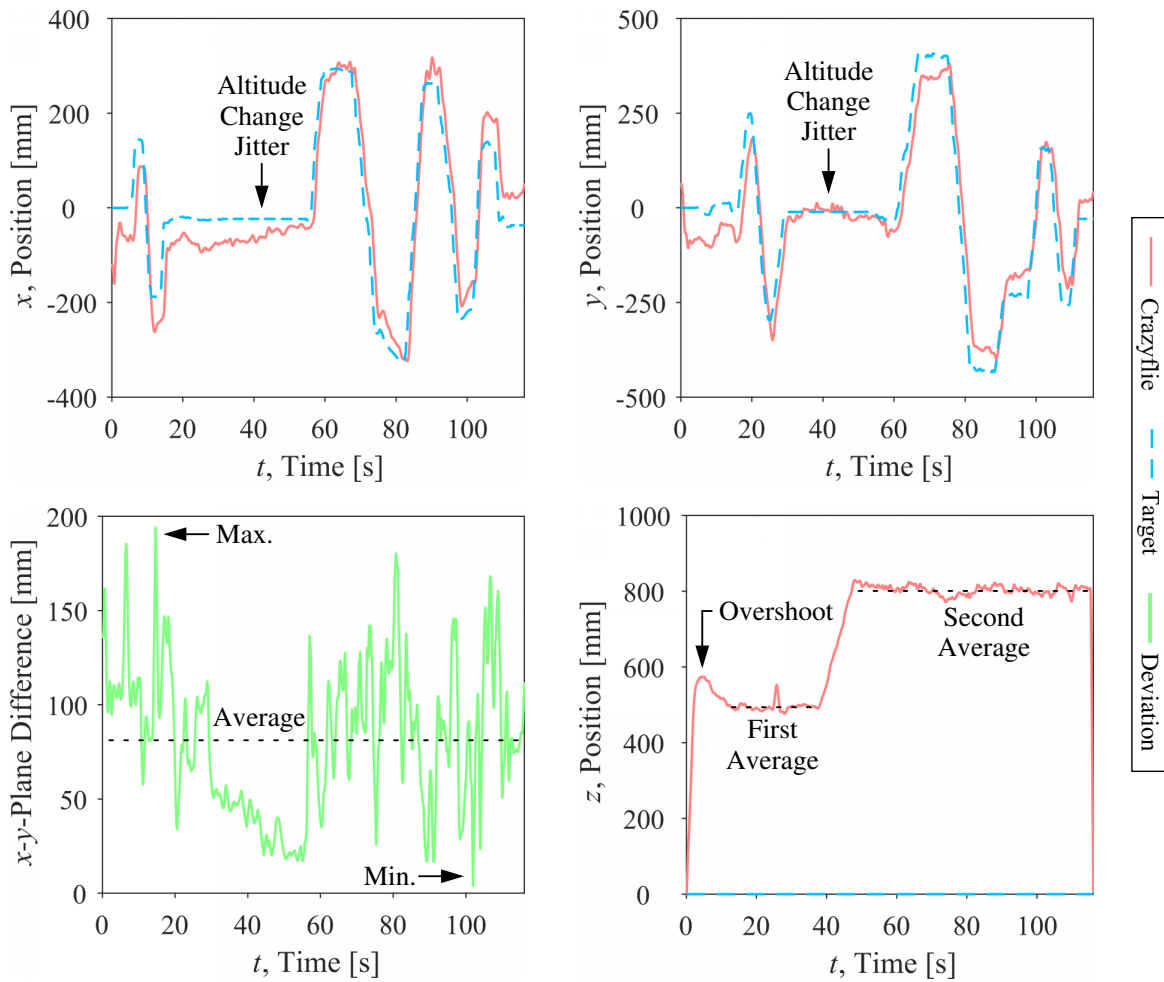 400
200
0
-200
-400
x, Position [mm]
0 20 40 60 80 100
t, Time [s]
Altitude
Change
Jitter
500
250
0
-250
-500
y, Position [mm]
0 20 40 60 80 100
t, Time [s]
Altitude
Change
Jitter
200
150
100
50
0
x-y-Plane Difference [mm]
0 20 40 60 80 100
t, Time [s]
Max.
Average
Min.
1000
800
600
400
200
0
z, Position [mm]
0 20 40 60 80 100
t, Time [s]
Overshoot
First
Average
Second
Average
Crazyflie
Target
Deviation